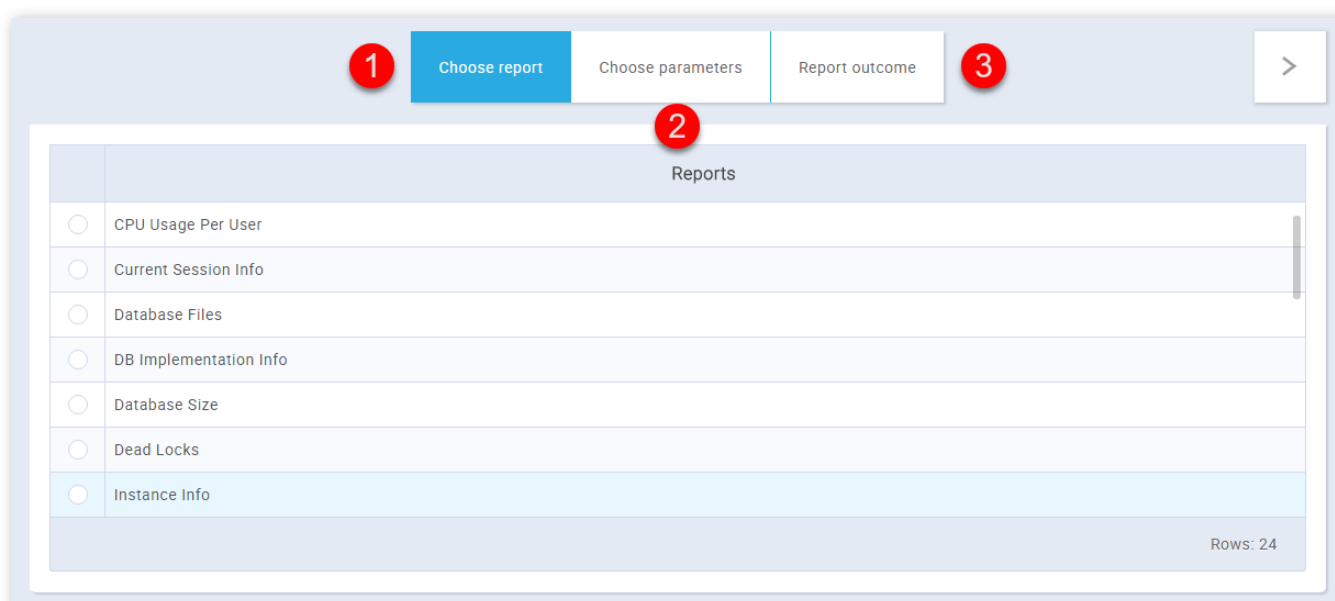 1
Choose report
Choose parameters
Report outcome
3
>
2
Reports
CPU Usage Per User
Current Session Info
Database Files
DB Implementation Info
Database Size
Dead Locks
Instance Info
Rows: 24